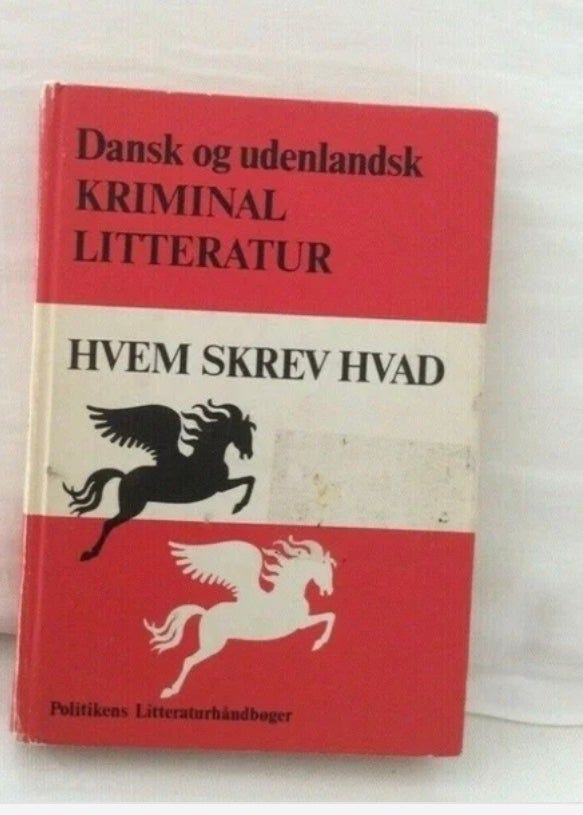 Dansk og udenlandsk
KRIMINAL
LITTERATUR
HVEM SKREV HVAD
Politikens Litteraturhåndbøger